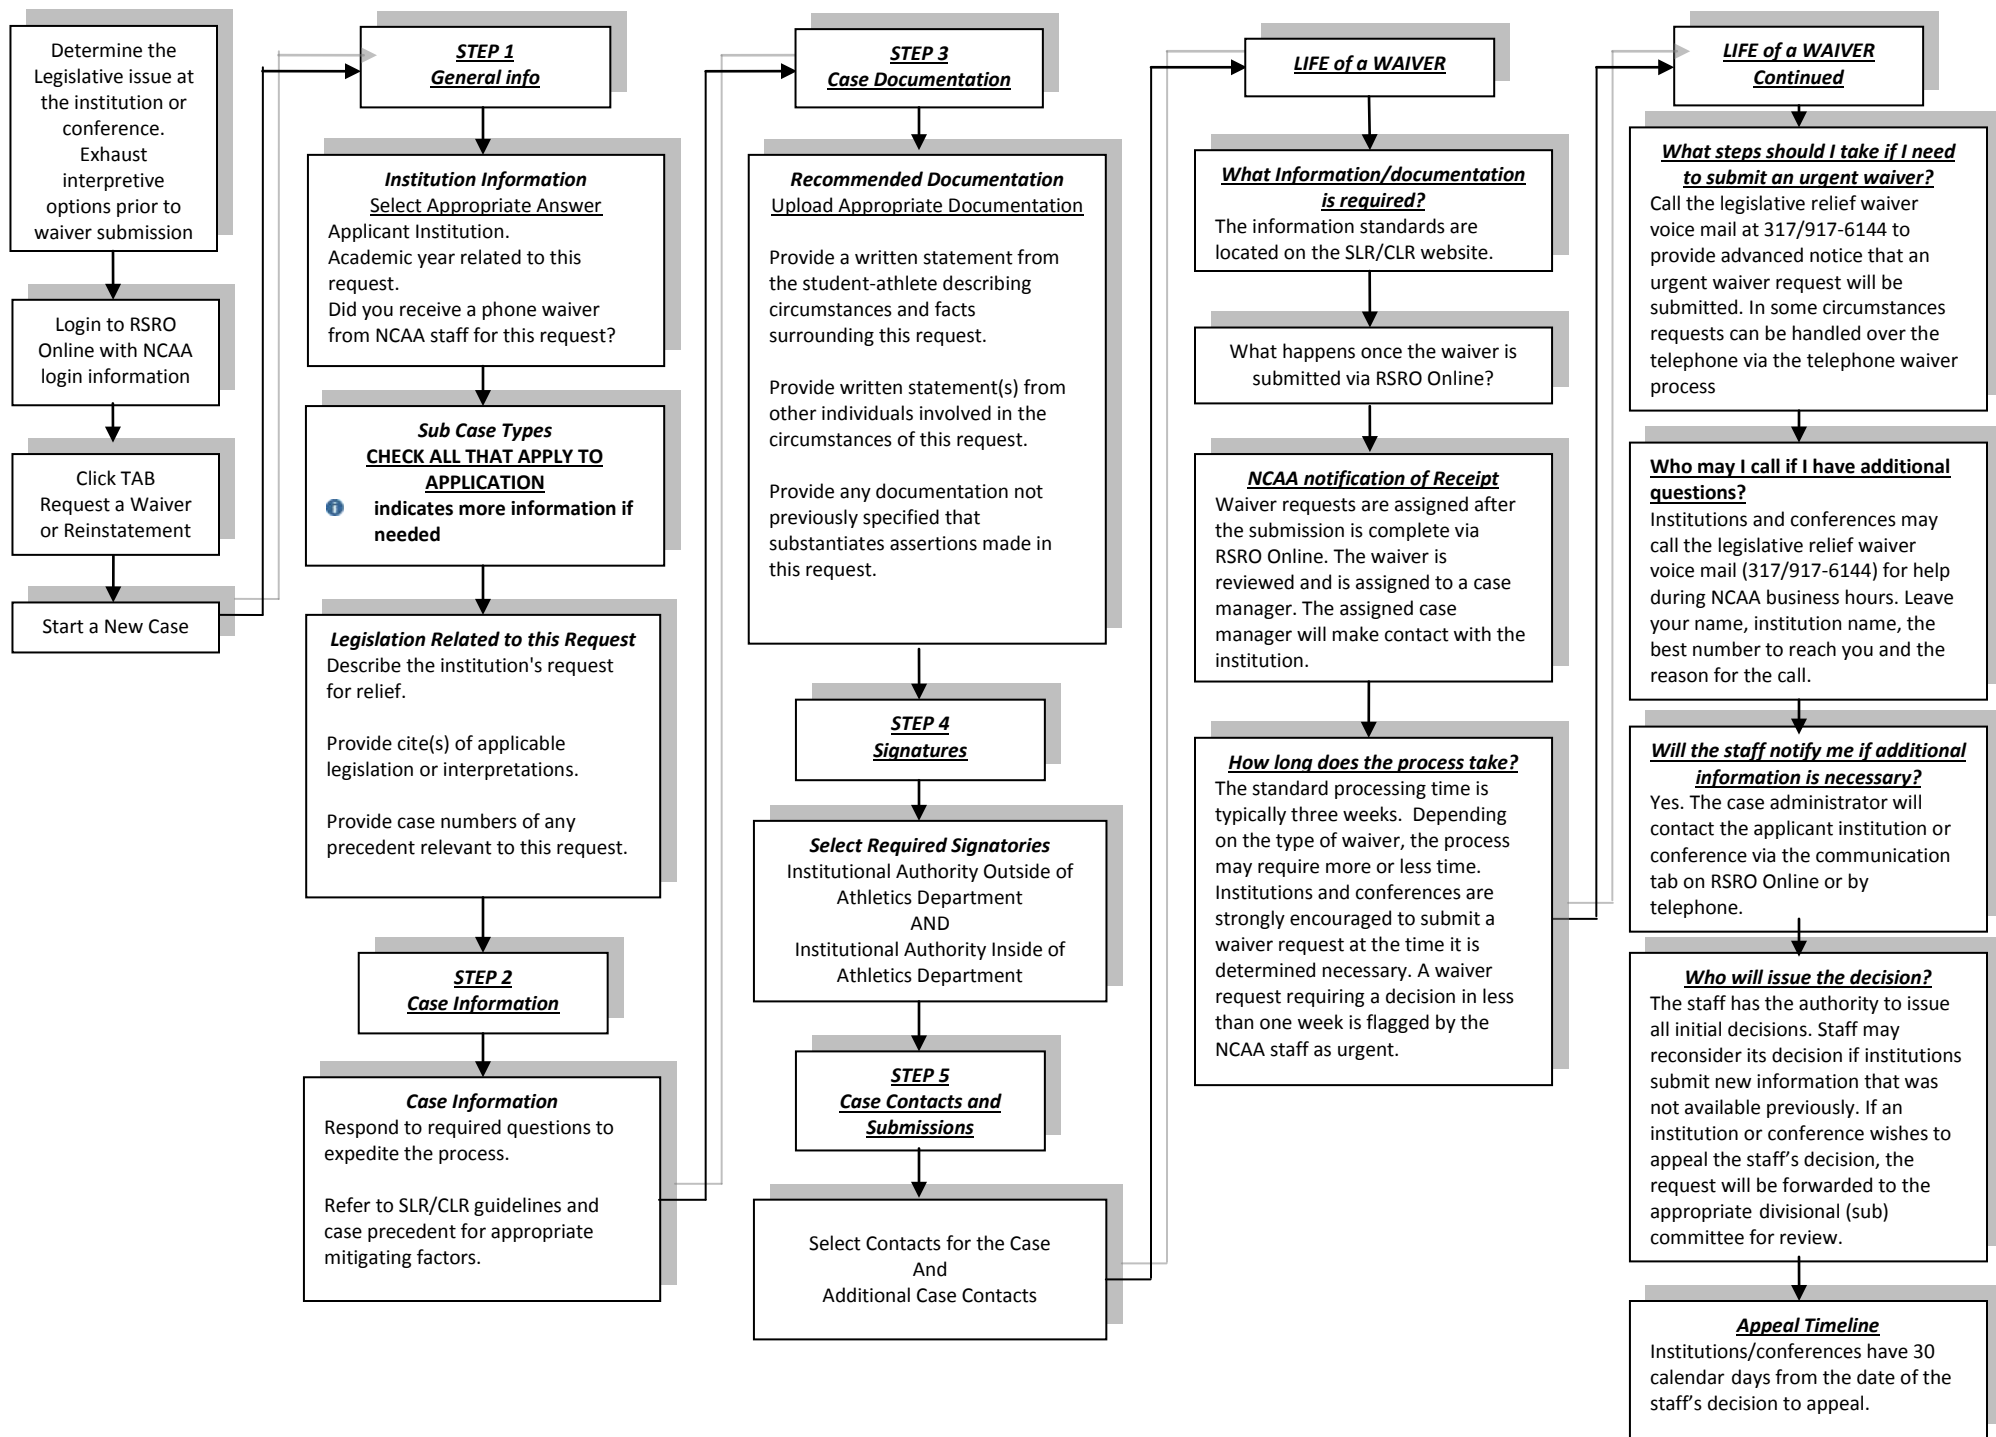 Determine the
Legislative issue at
the institution or
conference.
Exhaust
interpretive
options prior to
waiver submission
Login to RSRO
Online with NCAA
login information
Click TAB
Request a Waiver
or Reinstatement
Start a New Case
STEP 1
General info
Institution Information
Select Appropriate Answer
Applicant Institution.
Academic year related to this
request.
Did you receive a phone waiver
from NCAA staff for this request?
Sub Case Types
CHECK ALL THAT APPLY TO
APPLICATION
indicates more information if
needed
Legislation Related to this Request
Describe the institution's request
for relief.
Provide cite(s) of applicable
legislation or interpretations.
Provide case numbers of any
precedent relevant to this request.
STEP 2
Case Information
Case Information
Respond to required questions to
expedite the process.
Refer to SLR/CLR guidelines and
case precedent for appropriate
mitigating factors.
STEP 3
Case Documentation
Recommended Documentation
Upload Appropriate Documentation
Provide a written statement from
the student-athlete describing
circumstances and facts
surrounding this request.
Provide written statement(s) from
other individuals involved in the
circumstances of this request.
Provide any documentation not
previously specified that
substantiates assertions made in
this request.
STEP 4
Signatures
Select Required Signatories
Institutional Authority Outside of
Athletics Department
AND
Institutional Authority Inside of
Athletics Department
STEP 5
Case Contacts and
Submissions
Select Contacts for the Case
And
Additional Case Contacts
LIFE of a WAIVER
What Information/documentation
is required?
The information standards are
located on the SLR/CLR website.
What happens once the waiver is
submitted via RSRO Online?
NCAA notification of Receipt
Waiver requests are assigned after
the submission is complete via
RSRO Online. The waiver is
reviewed and is assigned to a case
manager. The assigned case
manager will make contact with the
institution.
How long does the process take?
The standard processing time is
typically three weeks. Depending
on the type of waiver, the process
may require more or less time.
Institutions and conferences are
strongly encouraged to submit a
waiver request at the time it is
determined necessary. A waiver
request requiring a decision in less
than one week is flagged by the
NCAA staff as urgent.
LIFE of a WAIVER
Continued
What steps should I take if I need
to submit an urgent waiver?
Call the legislative relief waiver
voice mail at 317/917-6144 to
provide advanced notice that an
urgent waiver request will be
submitted. In some circumstances
requests can be handled over the
telephone via the telephone waiver
process
Who may I call if I have additional
questions?
Institutions and conferences may
call the legislative relief waiver
voice mail (317/917-6144) for help
during NCAA business hours. Leave
your name, institution name, the
best number to reach you and the
reason for the call.
Will the staff notify me if additional
information is necessary?
Yes. The case administrator will
contact the applicant institution or
conference via the communication
tab on RSRO Online or by
telephone.
Who will issue the decision?
The staff has the authority to issue
all initial decisions. Staff may
reconsider its decision if institutions
submit new information that was
not available previously. If an
institution or conference wishes to
appeal the staff's decision, the
request will be forwarded to the
appropriate divisional (sub)
committee for review.
Appeal Timeline
Institutions/conferences have 30
calendar days from the date of the
staff's decision to appeal.